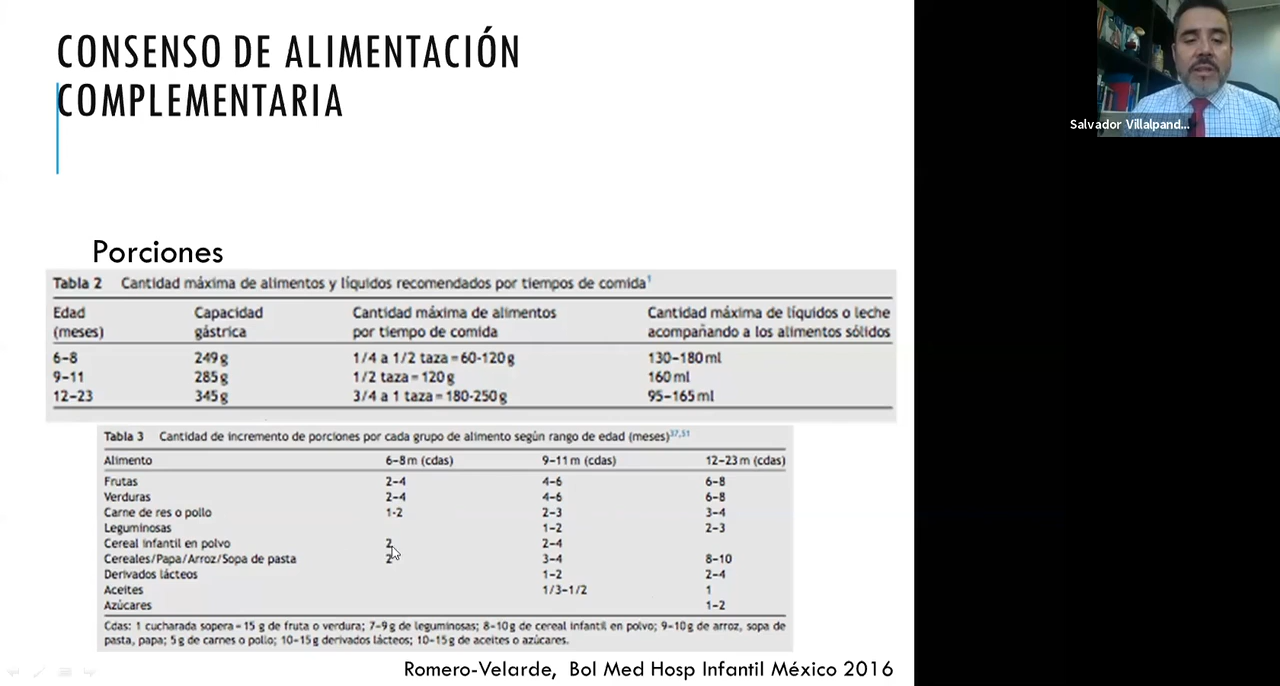 CONSENSO DE ALIMENTACIÓN
COMPLEMENTARIA
Salvador Villalpand...
Porciones
Tabla 2 Cantidad máxima de alimentos y líquidos recomendados por tiempos de comida1
Edad (meses) Capacidad gástrica Cantidad máxima de alimentos por tiempo de comida Cantidad máxima de líquidos o leche acompañando a los alimentos sólidos
6–8 249 g 1/4 a 1/2 taza = 60-120 g 130–180 ml
9–11 285 g 1/2 taza = 120 g 160 ml
12–23 345 g 3/4 a 1 taza = 180-250 g 95–165 ml
Tabla 3 Cantidad de incremento de porciones por cada grupo de alimento según rango de edad (meses)37,51
Alimento 6–8 m (cdas) 9–11 m (cdas) 12–23 m (cdas)
Frutas 2–4 4–6 6–8
Verduras 2–4 4–6 6–8
Carne de res o pollo 1-2 2–3 3–4
Leguminosas 1–2 2–3
Cereal infantil en polvo 2 2–4
Cereales/Papa/Arroz/Sopa de pasta 2 3–4 8–10
Derivados lácteos 1–2 2–4
Aceites 1/3–1/2 1
Azúcares 1–2
Cdas: 1 cucharada sopera = 15 g de fruta o verdura; 7–9 g de leguminosas; 8–10 g de cereal infantil en polvo; 9–10 g de arroz, sopa de
pasta, papa; 5 g de carnes o pollo; 10–15 g derivados lácteos; 10–15 g de aceites o azúcares.
Romero-Velarde, Bol Med Hosp Infantil México 2016